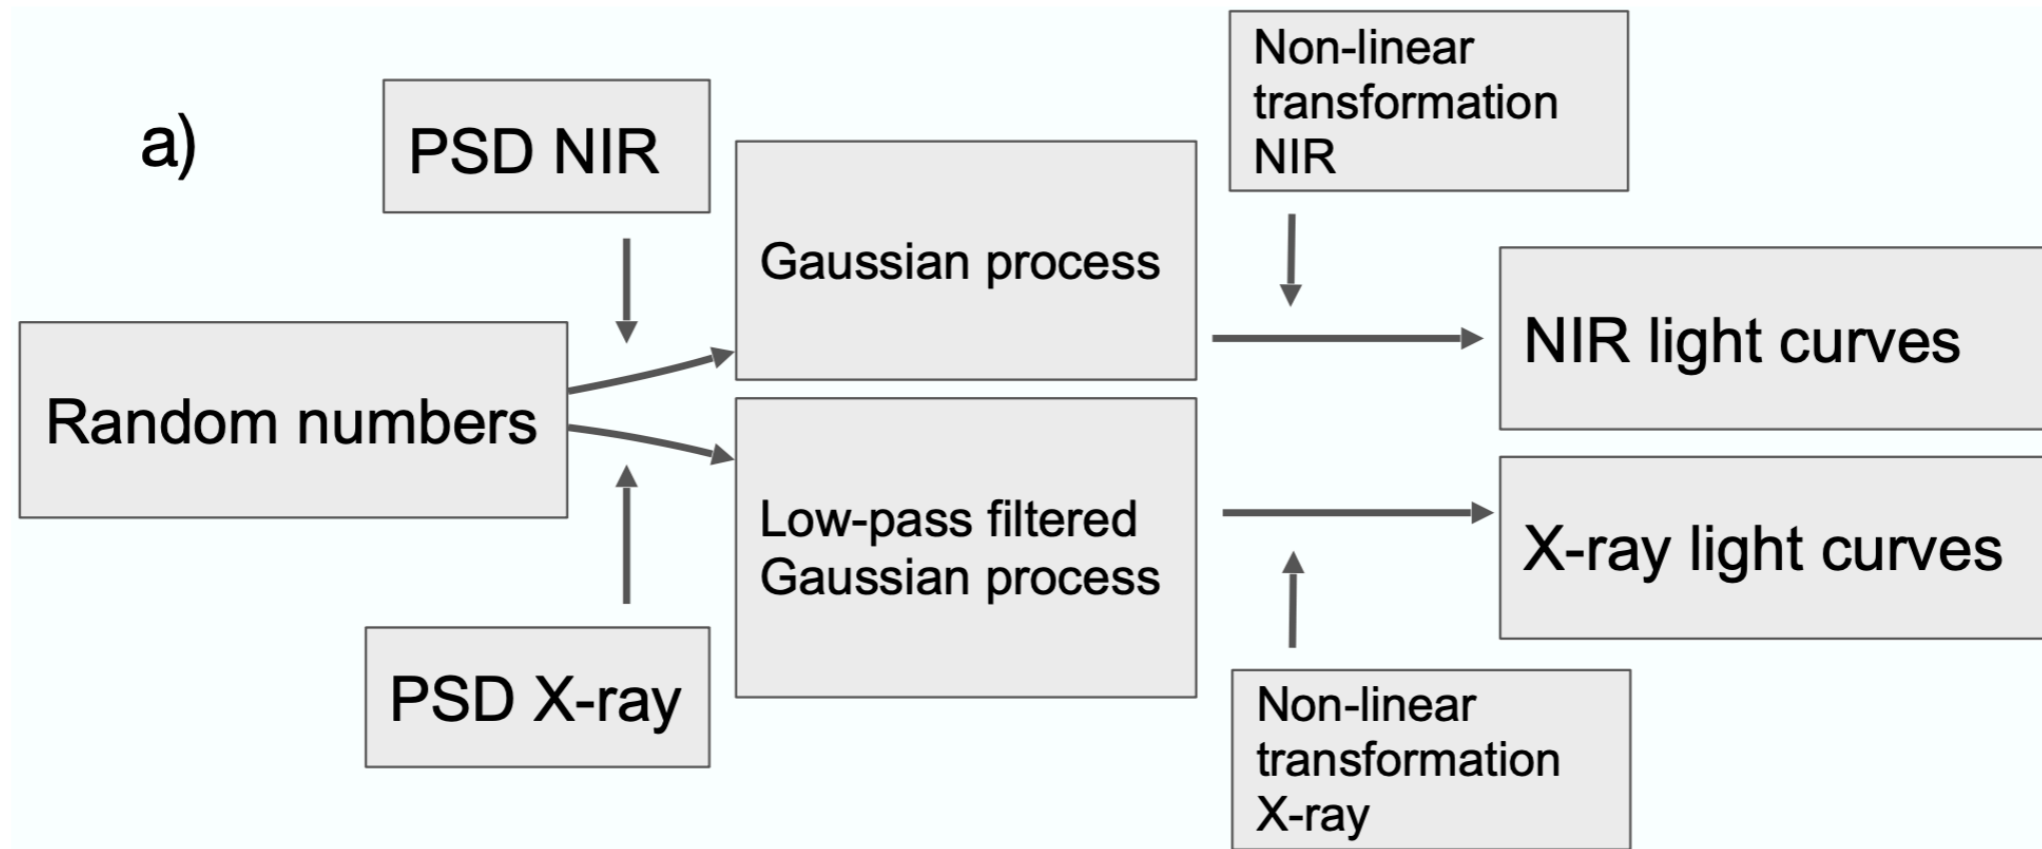 a)
PSD NIR
Non-linear
transformation
NIR
Gaussian process
NIR light curves
Random numbers
Low-pass filtered
Gaussian process
X-ray light curves
PSD X-ray
Non-linear
transformation
X-ray